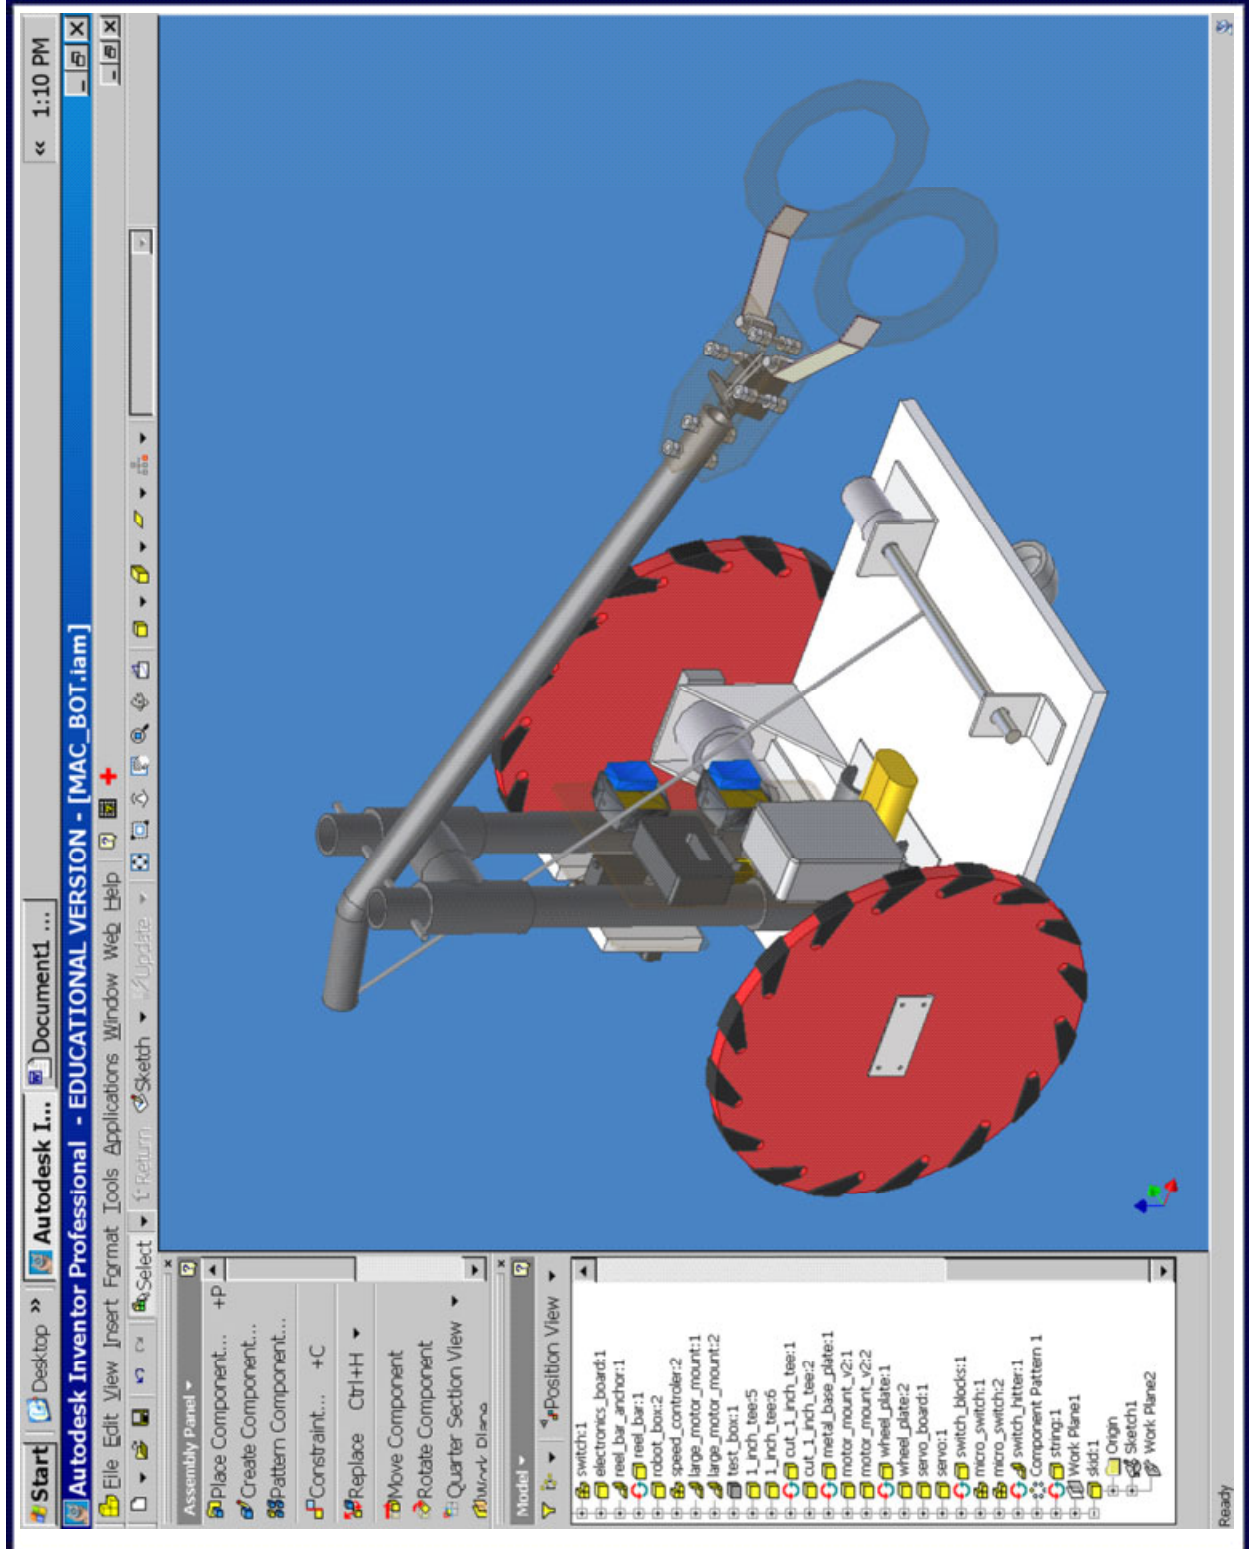 Start Desktop » Autodesk I... Document1 ... « 1:10 PM
Autodesk Inventor Professional - EDUCATIONAL VERSION - [MAC_BOT.iam]
File Edit View Insert Format Tools Applications Window Web Help
Select Return Sketch Update
Assembly Panel
Place Component... +P
Create Component...
Pattern Component...
Constraint... +C
Replace Ctrl+H
Move Component
Rotate Component
Quarter Section View
Work Plane
Model
Position View
switch:1
electronics_board:1
reel_bar_anchor:1
reel_bar:1
robot_box:2
speed_controler:2
large_motor_mount:1
large_motor_mount:2
test_box:1
1_inch_tee:5
1_inch_tee:6
cut_1_inch_tee:1
cut_1_inch_tee:2
metal_base_plate:1
motor_mount_v2:1
motor_mount_v2:2
wheel_plate:1
wheel_plate:2
servo_board:1
servo:1
switch_blocks:1
micro_switch:1
micro_switch:2
switch_hitter:1
Component Pattern 1
string:1
Work Plane1
skid:1
Origin
Sketch1
Work Plane2
Ready